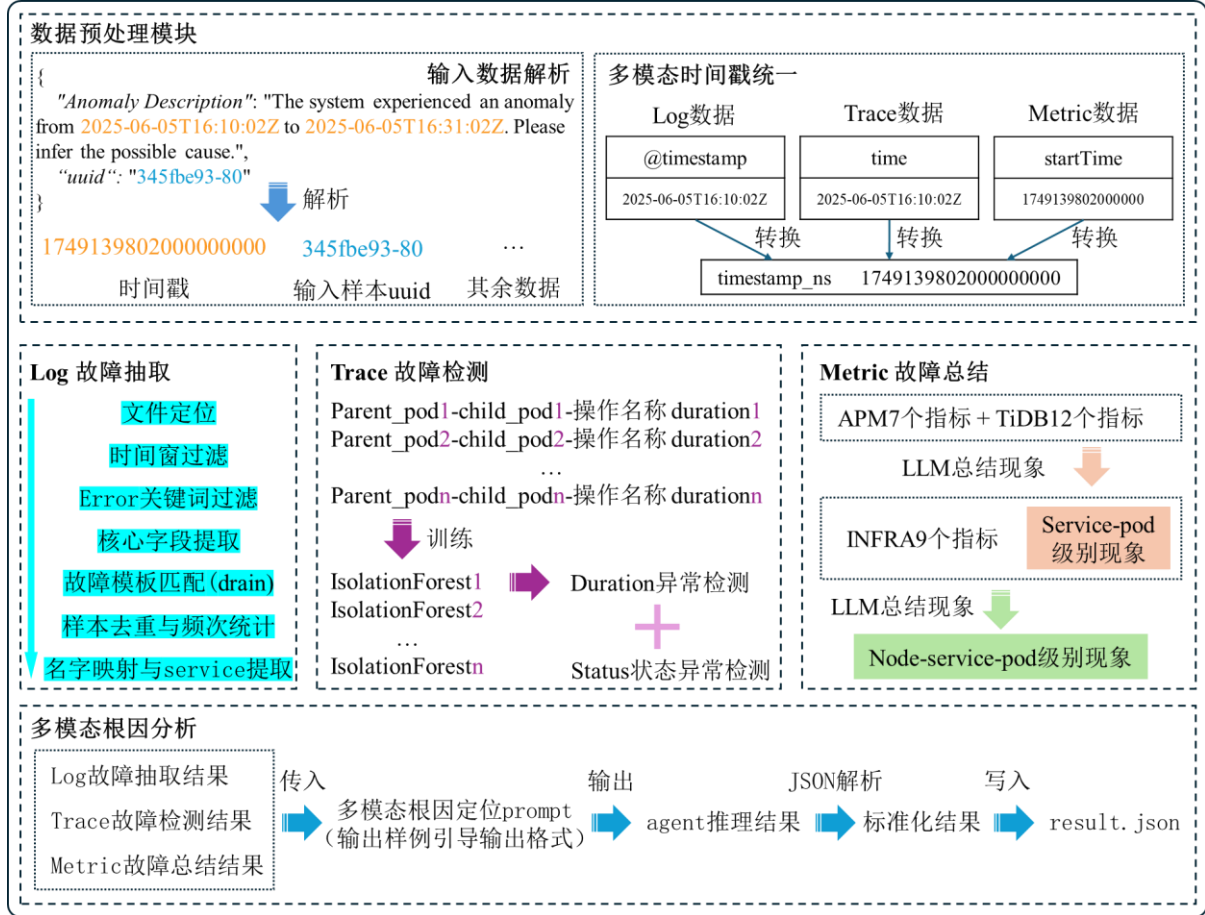 数据预处理模块
输入数据解析
{
"Anomaly Description": "The system experienced an anomaly
from 2025-06-05T16:10:02Z to 2025-06-05T16:31:02Z. Please
infer the possible cause.",
“uuid“: "345fbe93-80"
}
解析
1749139802000000000 345fbe93-80 ...
时间戳 输入样本uuid 其余数据
多模态时间戳统一
Log数据 Trace数据 Metric数据
@timestamp time startTime
2025-06-05T16:10:02Z 2025-06-05T16:10:02Z 1749139802000000
转换 转换 转换
timestamp_ns 1749139802000000000
Log 故障抽取
文件定位
时间窗过滤
Error关键词过滤
核心字段提取
故障模板匹配(drain)
样本去重与频次统计
名字映射与service提取
Trace 故障检测
Parent_pod1-child_pod1-操作名称 duration1
Parent_pod2-child_pod2-操作名称 duration2
...
Parent_podn-child_podn-操作名称 durationn
训练
IsolationForest1
IsolationForest2
...
IsolationForestn
Duration异常检测
Status状态异常检测
Metric 故障总结
APM7个指标 + TiDB12个指标
LLM总结现象
INFRA9个指标
Service-pod
级别现象
LLM总结现象
Node-service-pod级别现象
多模态根因分析
Log故障抽取结果
Trace故障检测结果
Metric故障总结结果
传入
多模态根因定位prompt
（输出样例引导输出格式）
输出
agent推理结果
JSON解析
标准化结果
写入
result.json